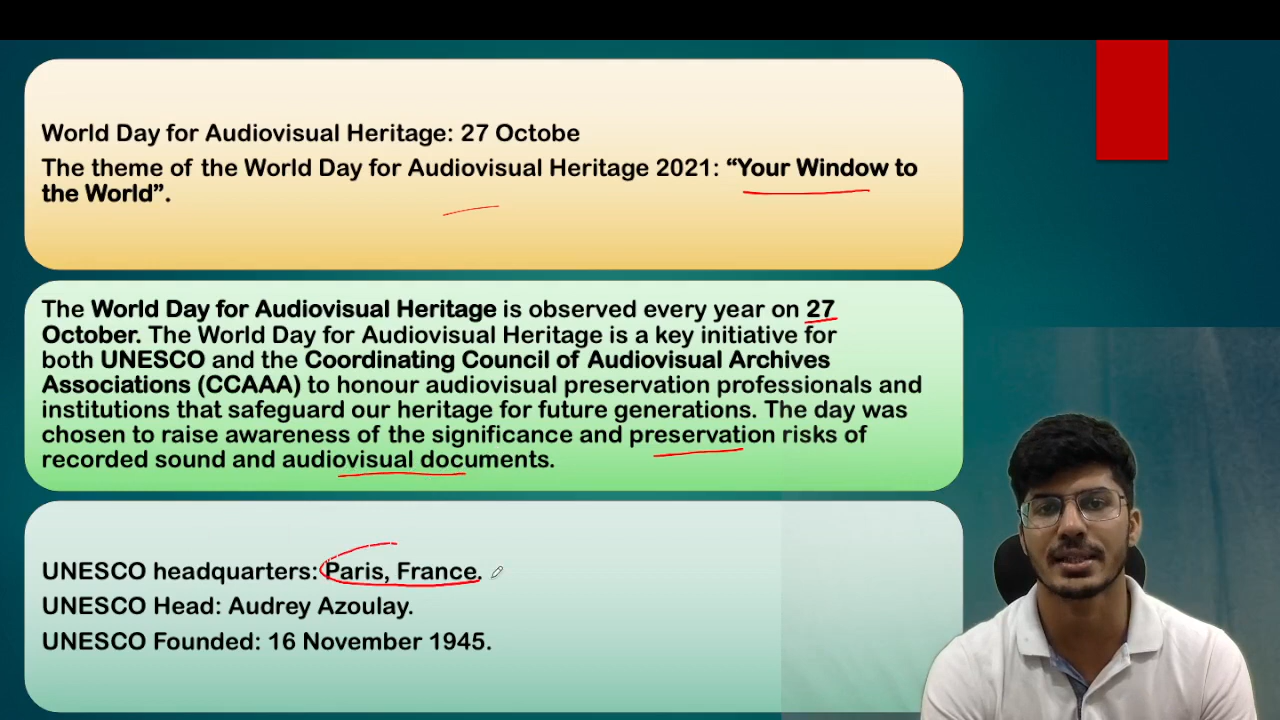 World Day for Audiovisual Heritage: 27 Octobe
The theme of the World Day for Audiovisual Heritage 2021: “Your Window to
the World”.
The World Day for Audiovisual Heritage is observed every year on 27
October. The World Day for Audiovisual Heritage is a key initiative for
both UNESCO and the Coordinating Council of Audiovisual Archives
Associations (CCAAA) to honour audiovisual preservation professionals and
institutions that safeguard our heritage for future generations. The day was
chosen to raise awareness of the significance and preservation risks of
recorded sound and audiovisual documents.
UNESCO headquarters: Paris, France.
UNESCO Head: Audrey Azoulay.
UNESCO Founded: 16 November 1945.